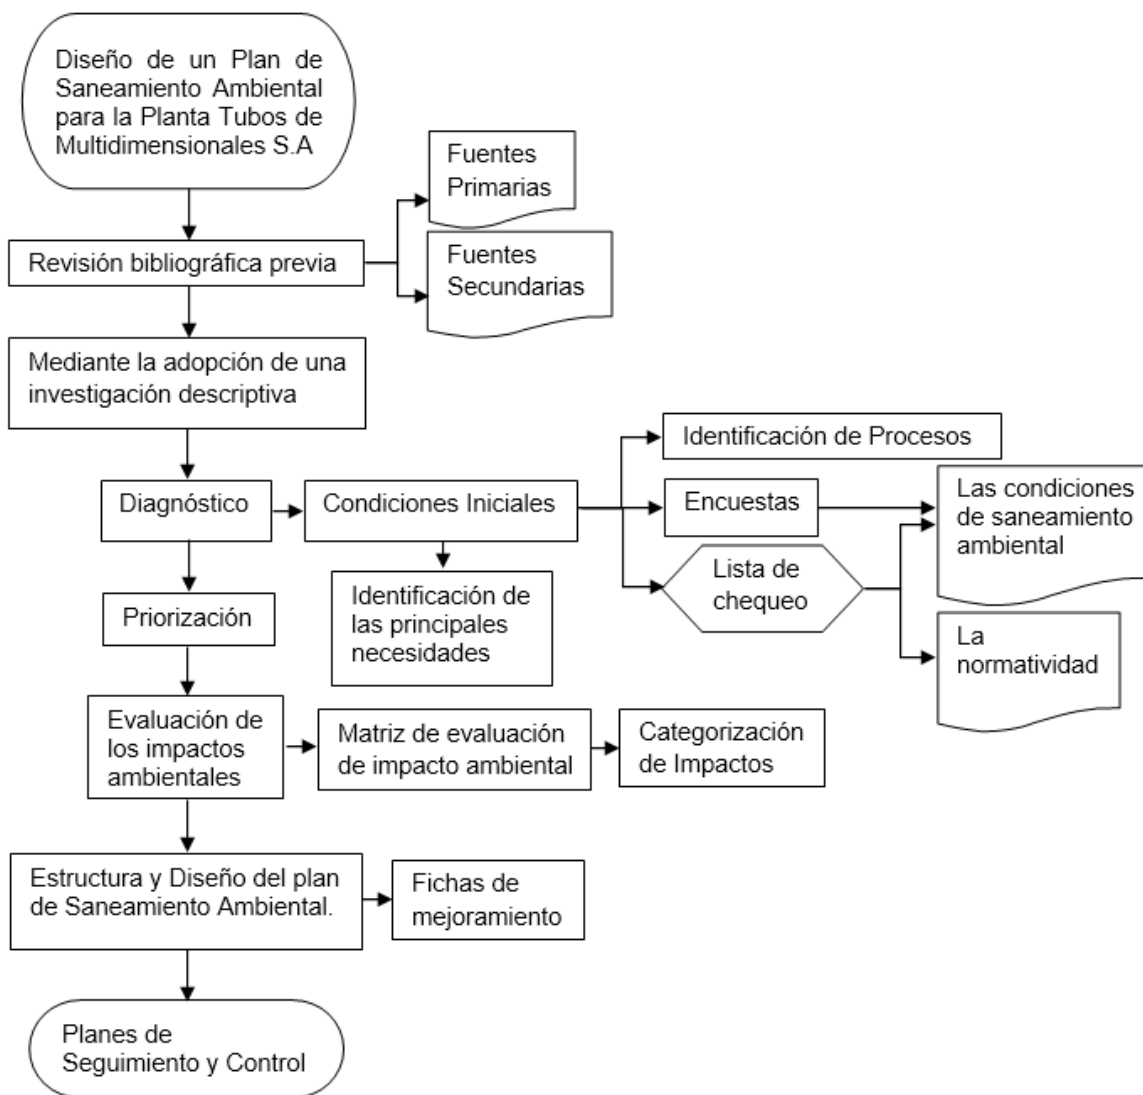 Diseño de un Plan de
Saneamiento Ambiental
para la Planta Tubos de
Multidimensionales S.A
Fuentes
Primarias
Revisión bibliográfica previa
Fuentes
Secundarias
Mediante la adopción de una
investigación descriptiva
Diagnóstico
Condiciones Iniciales
Identificación de Procesos
Encuestas
Las condiciones
de saneamiento
ambiental
Lista de
chequeo
La
normatividad
Identificación de
las principales
necesidades
Priorización
Evaluación de
los impactos
ambientales
Matriz de evaluación
de impacto ambiental
Categorización
de Impactos
Estructura y Diseño del plan
de Saneamiento Ambiental.
Fichas de
mejoramiento
Planes de
Seguimiento y Control